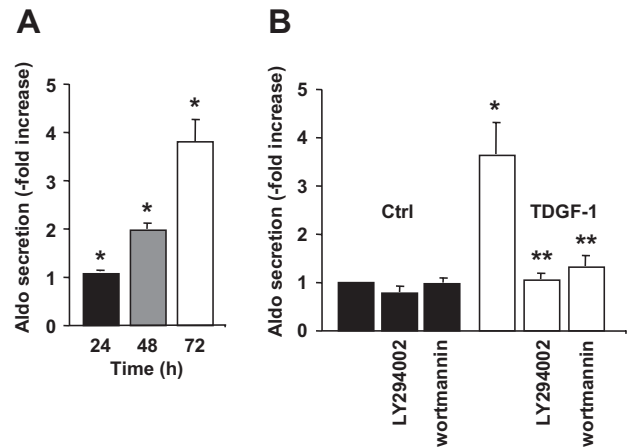 A
Aldo secretion (-fold increase)
5
4
3
2
1
0
*
*
*
24 48 72
Time (h)
B
Aldo secretion (-fold increase)
5
4
3
2
1
0
Ctrl
*
TDGF-1
**
**
LY294002
wortmannin
LY294002
wortmannin